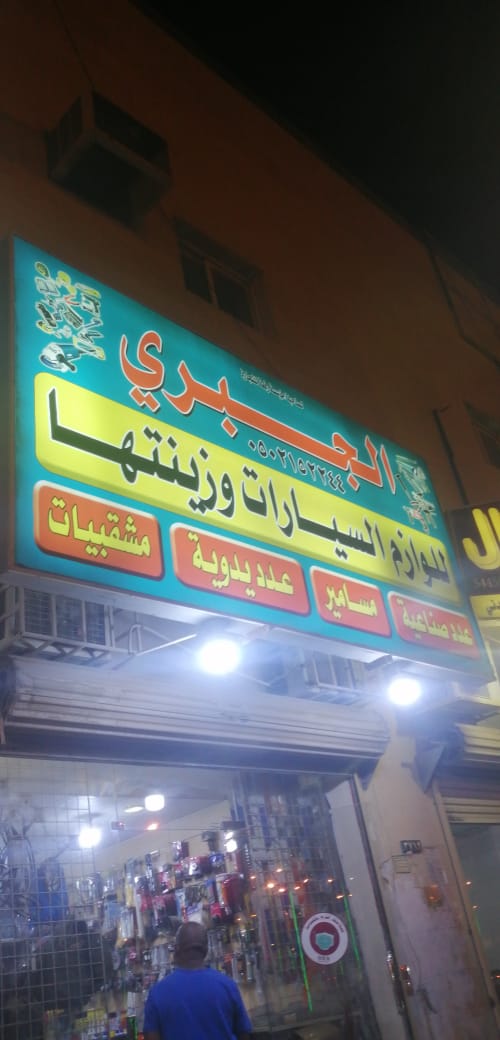 الجبري
٠٥٠٢١٥٢٢٤٤
للوازم السيارات وزينتها
عدد صناعية
مسامير
عدد يدوية
مشقبيات